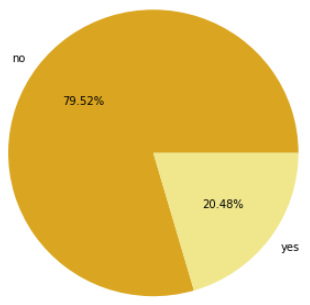 no
79.52%
20.48%
yes